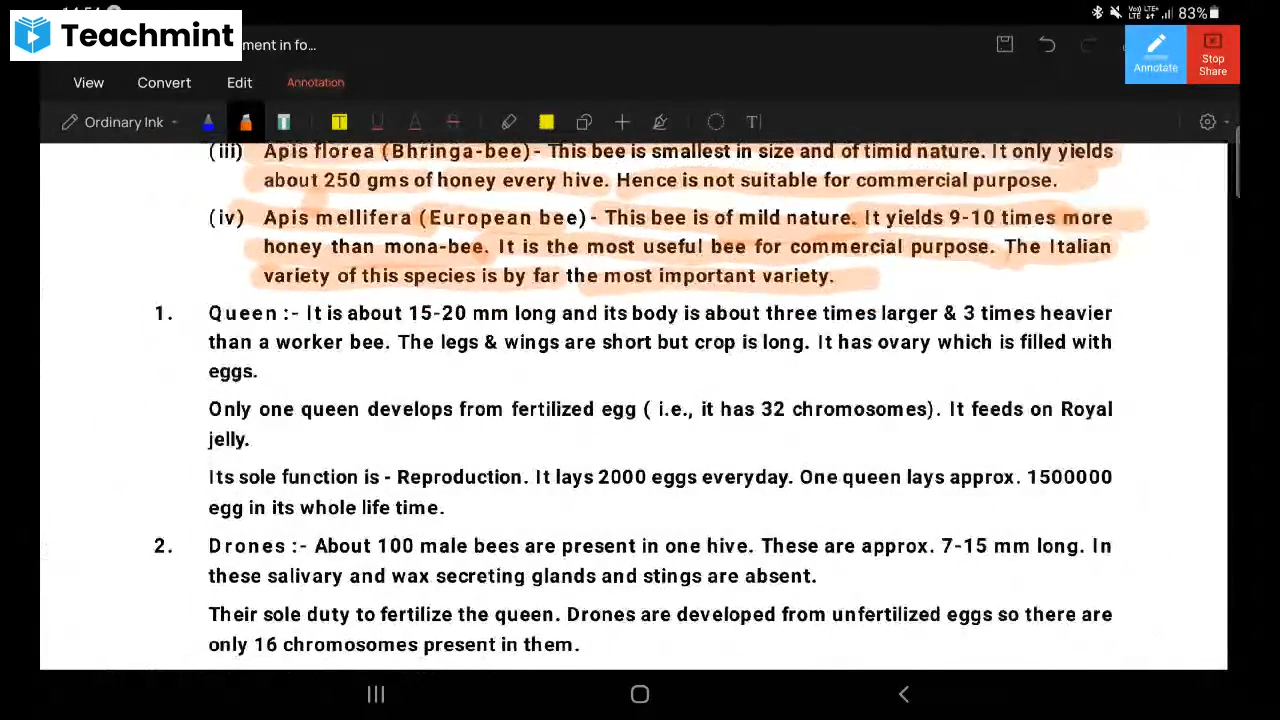 Teachmint
ment in fo...
83%
Annotate
Stop
Share
View Convert Edit Annotation
Ordinary Ink
(iii) Apis florea (Bhringa-bee)- This bee is smallest in size and of timid nature. It only yields
about 250 gms of honey every hive. Hence is not suitable for commercial purpose.
(iv) Apis mellifera (European bee)- This bee is of mild nature. It yields 9-10 times more
honey than mona-bee. It is the most useful bee for commercial purpose. The Italian
variety of this species is by far the most important variety.
1. Queen :- It is about 15-20 mm long and its body is about three times larger & 3 times heavier
than a worker bee. The legs & wings are short but crop is long. It has ovary which is filled with
eggs.
Only one queen develops from fertilized egg ( i.e., it has 32 chromosomes). It feeds on Royal
jelly.
Its sole function is - Reproduction. It lays 2000 eggs everyday. One queen lays approx. 1500000
egg in its whole life time.
2. Drones :- About 100 male bees are present in one hive. These are approx. 7-15 mm long. In
these salivary and wax secreting glands and stings are absent.
Their sole duty to fertilize the queen. Drones are developed from unfertilized eggs so there are
only 16 chromosomes present in them.